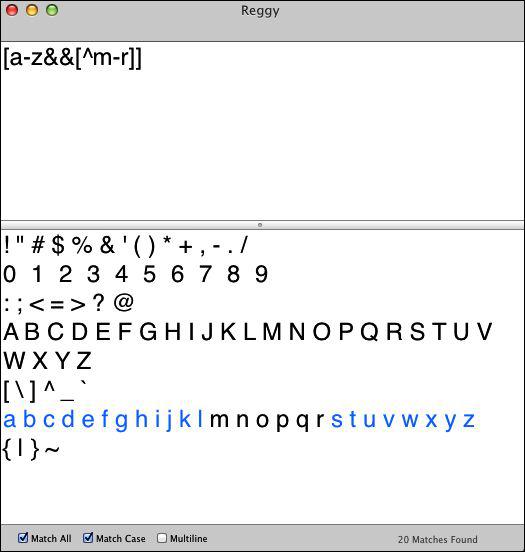 Reggy
[a-z&&[^m-r]]
! " # $ % & ' ( ) * + , - . /
0 1 2 3 4 5 6 7 8 9
: ; < = > ? @
A B C D E F G H I J K L M N O P Q R S T U V
W X Y Z
[ \ ] ^ _ `
a b c d e f g h i j k l m n o p q r s t u v w x y z
{ | } ~
Match All Match Case Multiline 20 Matches Found